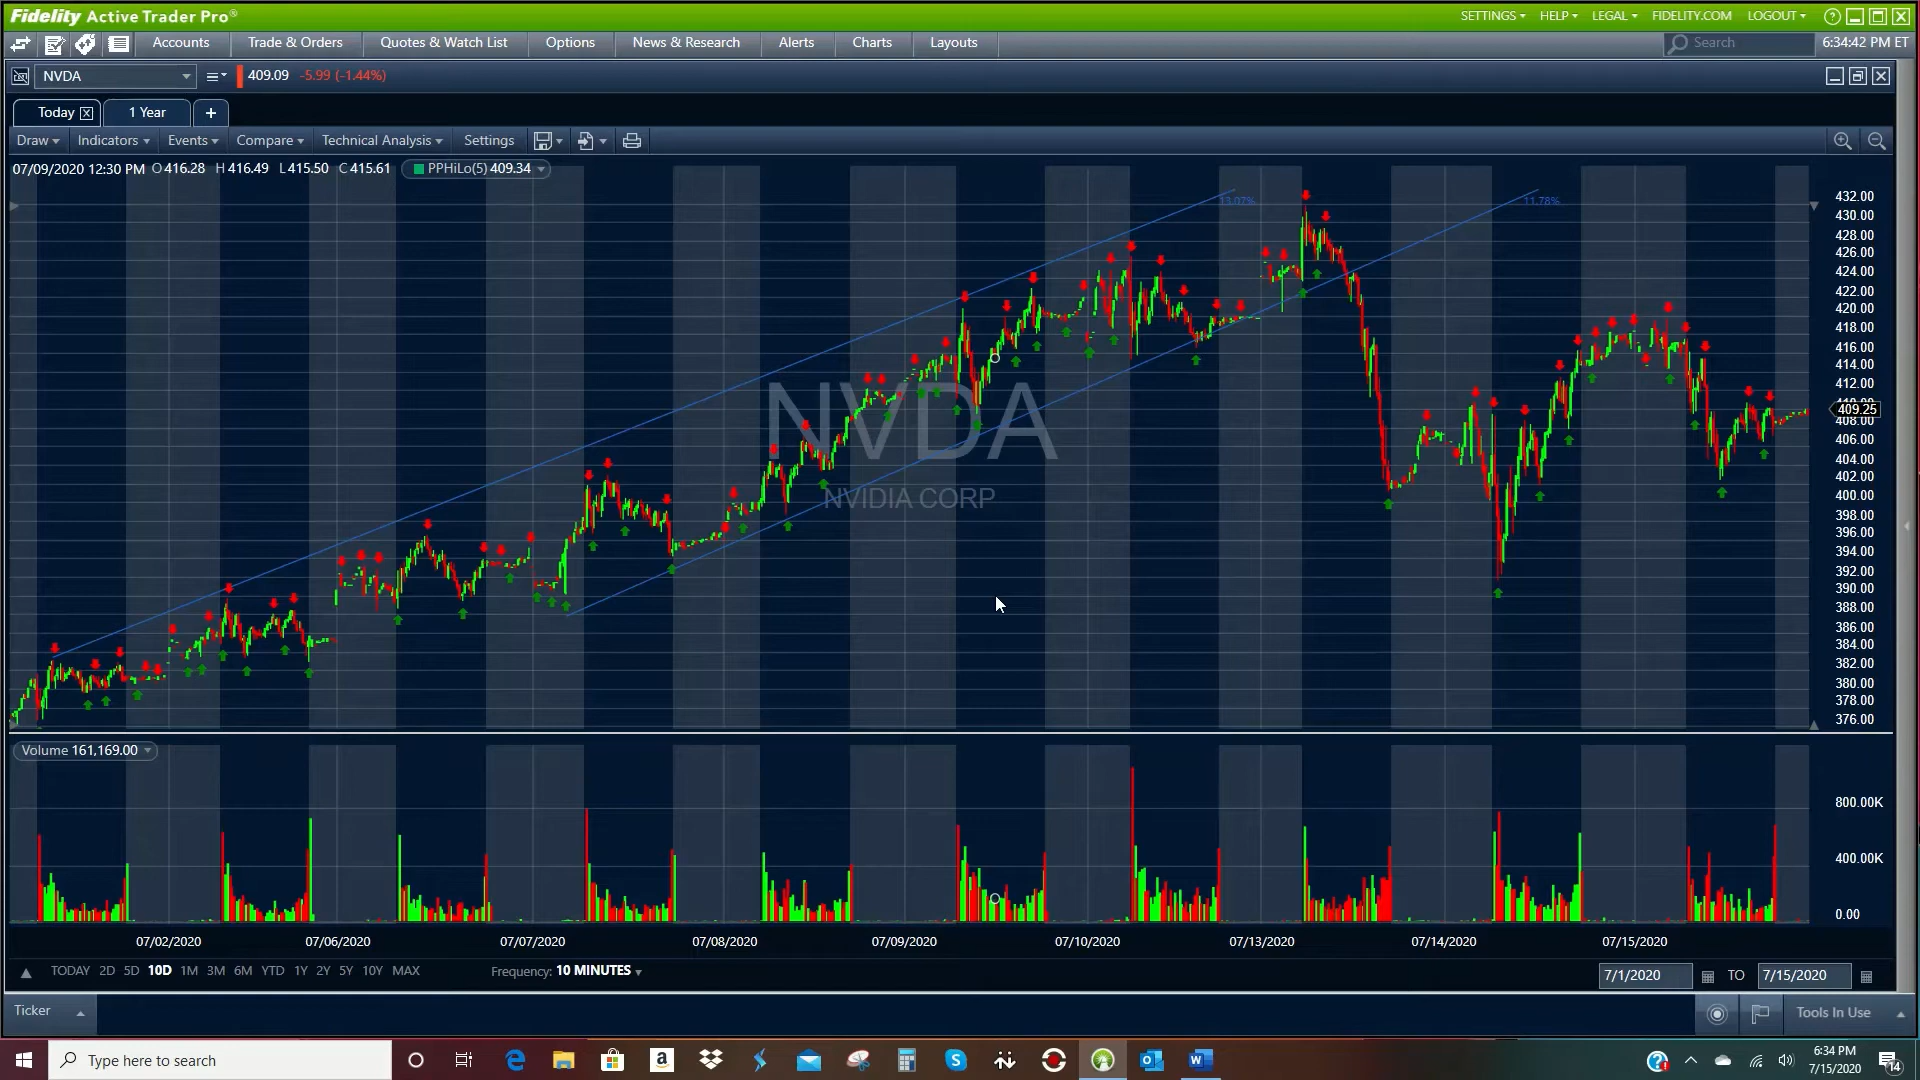 Fidelity Active Trader Pro®
SETTINGS HELP LEGAL FIDELITY.COM LOGOUT ?
Accounts Trade & Orders Quotes & Watch List Options News & Research Alerts Charts Layouts Search 6:34:42 PM ET
NVDA 409.09 -5.99 (-1.44%)
Today 1 Year +
Draw Indicators Events Compare Technical Analysis Settings
07/09/2020 12:30 PM O 416.28 H 416.49 L 415.50 C 415.61 PPHiLo(5) 409.34
13.07% 11.78%
432.00
430.00
428.00
426.00
424.00
422.00
420.00
418.00
416.00
414.00
412.00
409.25
408.00
406.00
404.00
402.00
400.00
398.00
396.00
394.00
392.00
390.00
388.00
386.00
384.00
382.00
380.00
378.00
376.00
NVDA
NVIDIA CORP
Volume 161,169.00
800.00K
400.00K
0.00
07/02/2020 07/06/2020 07/07/2020 07/08/2020 07/09/2020 07/10/2020 07/13/2020 07/14/2020 07/15/2020
TODAY 2D 5D 10D 1M 3M 6M YTD 1Y 2Y 5Y 10Y MAX Frequency: 10 MINUTES 7/1/2020 TO 7/15/2020
Ticker Tools In Use
Type here to search
6:34 PM
7/15/2020
14